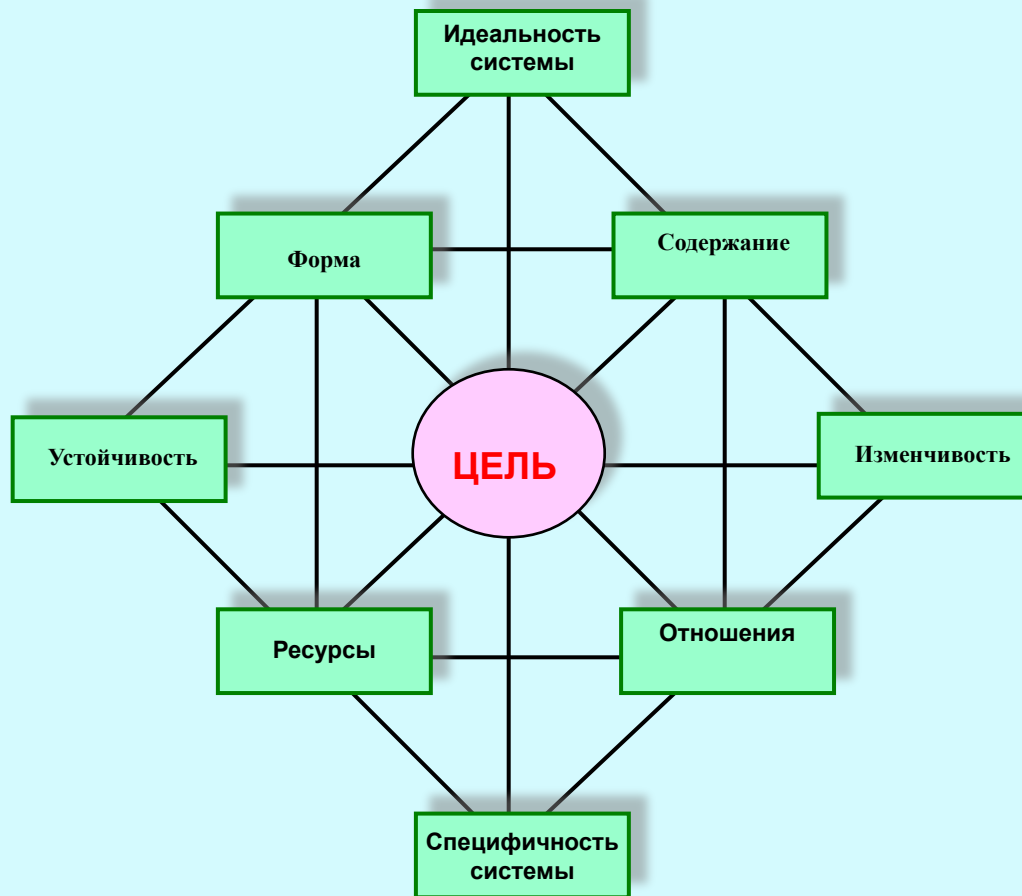 Идеальность
системы
Форма
Содержание
Устойчивость
ЦЕЛЬ
Изменчивость
Ресурсы
Отношения
Специфичность
системы